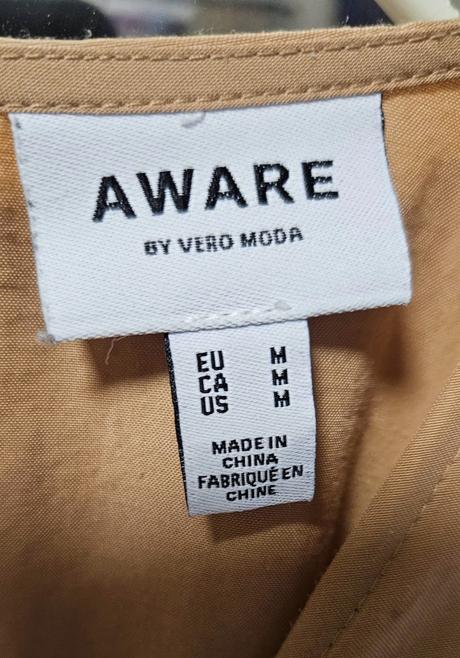 AWARE
BY VERO MODA
EU M
CA M
US M
MADE IN
CHINA
FABRIQUÉ EN
CHINE